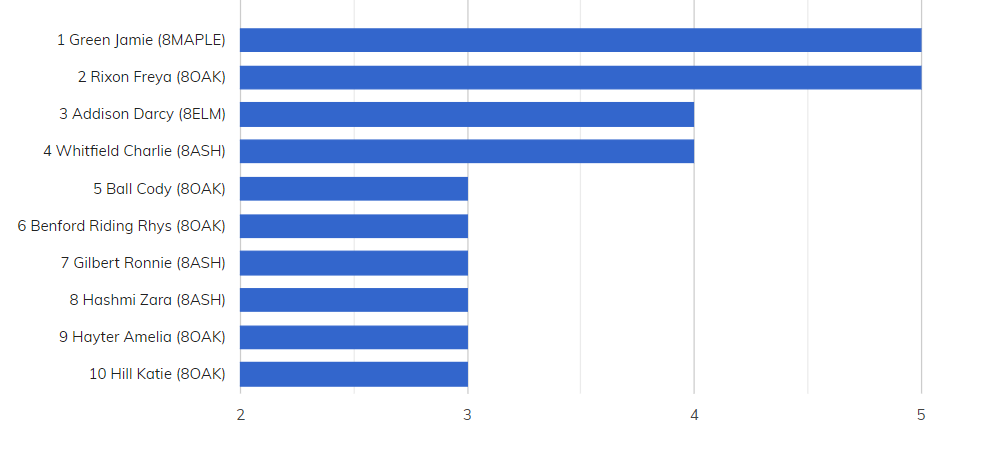 1 Green Jamie (8MAPLE)
2 Rixon Freya (8OAK)
3 Addison Darcy (8ELM)
4 Whitfield Charlie (8ASH)
5 Ball Cody (8OAK)
6 Benford Riding Rhys (8OAK)
7 Gilbert Ronnie (8ASH)
8 Hashmi Zara (8ASH)
9 Hayter Amelia (8OAK)
10 Hill Katie (8OAK)
2 3 4 5